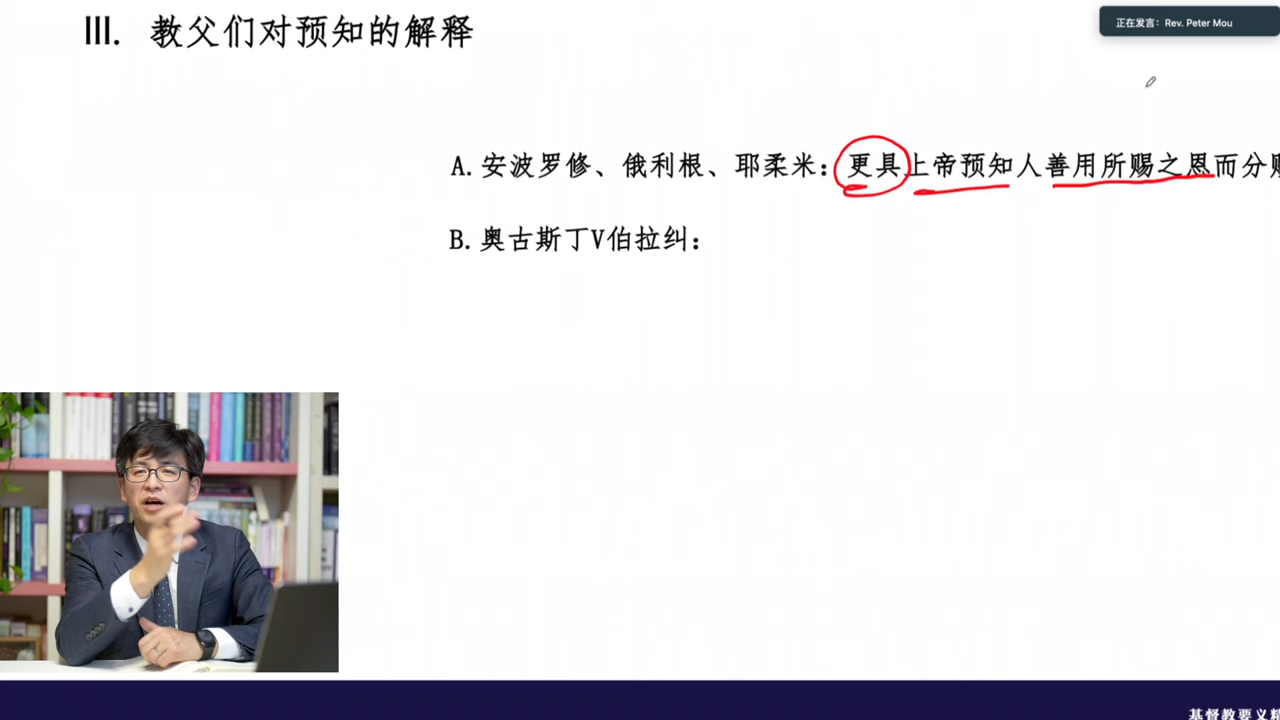 III. 教父们对预知的解释
正在发言: Rev. Peter Mou
A. 安波罗修、俄利根、耶柔米：更具上帝预知人善用所赐之恩而分
B. 奥古斯丁V伯拉纠：
基督教要义